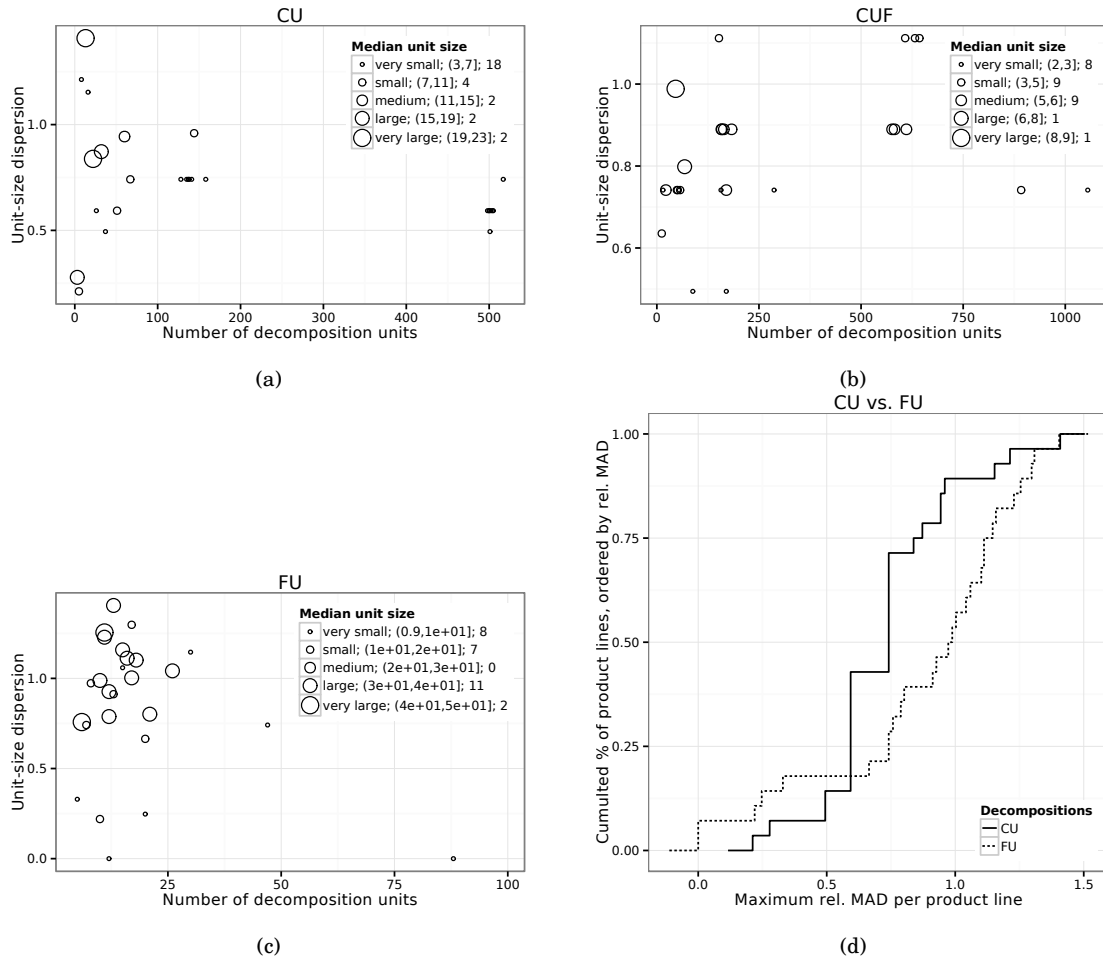 CU
Unit-size dispersion
1.0
0.5
Median unit size
very small; (3,7]; 18
small; (7,11]; 4
medium; (11,15]; 2
large; (15,19]; 2
very large; (19,23]; 2
0 100 200 300 400 500
Number of decomposition units
(a)
CUF
Unit-size dispersion
1.0
0.8
0.6
Median unit size
very small; (2,3]; 8
small; (3,5]; 9
medium; (5,6]; 9
large; (6,8]; 1
very large; (8,9]; 1
0 250 500 750 1000
Number of decomposition units
(b)
FU
Unit-size dispersion
1.0
0.5
0.0
Median unit size
very small; (0.9,1e+01]; 8
small; (1e+01,2e+01]; 7
medium; (2e+01,3e+01]; 0
large; (3e+01,4e+01]; 11
very large; (4e+01,5e+01]; 2
25 50 75 100
Number of decomposition units
(c)
CU vs. FU
Cumulted % of product lines, ordered by rel. MAD
1.00
0.75
0.50
0.25
0.00
Decompositions
CU
FU
0.0 0.5 1.0 1.5
Maximum rel. MAD per product line
(d)